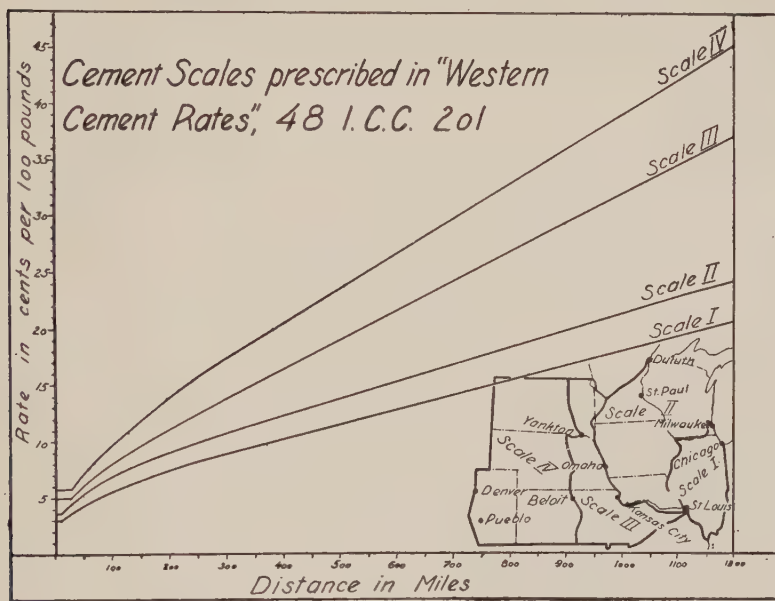 Cement Scales prescribed in "Western
Cement Rates", 48 I.C.C. 201
Rate in cents per 100 pounds
45
40
35
30
25
20
15
10
5
0
Scale IV
Scale III
Scale II
Scale I
Duluth
St. Paul
Scale II
Milwaukee
Yankton
Chicago
Scale I
Scale IV
Omaha
Denver
Beloit
Scale III
Kansas City
St Louis
Pueblo
100 200 300 400 500 600 700 800 900 1000 1100 1200
Distance in Miles